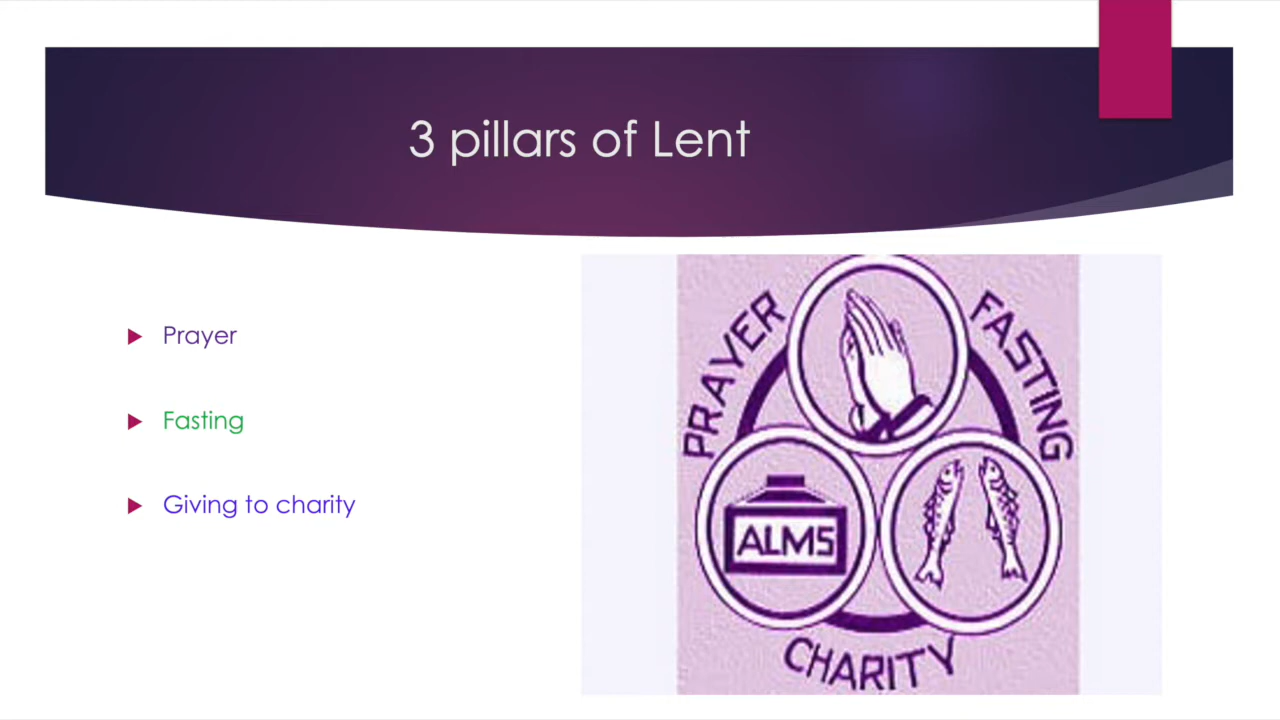 3 pillars of Lent
Prayer
Fasting
Giving to charity
PRAYER
FASTING
ALMS
CHARITY